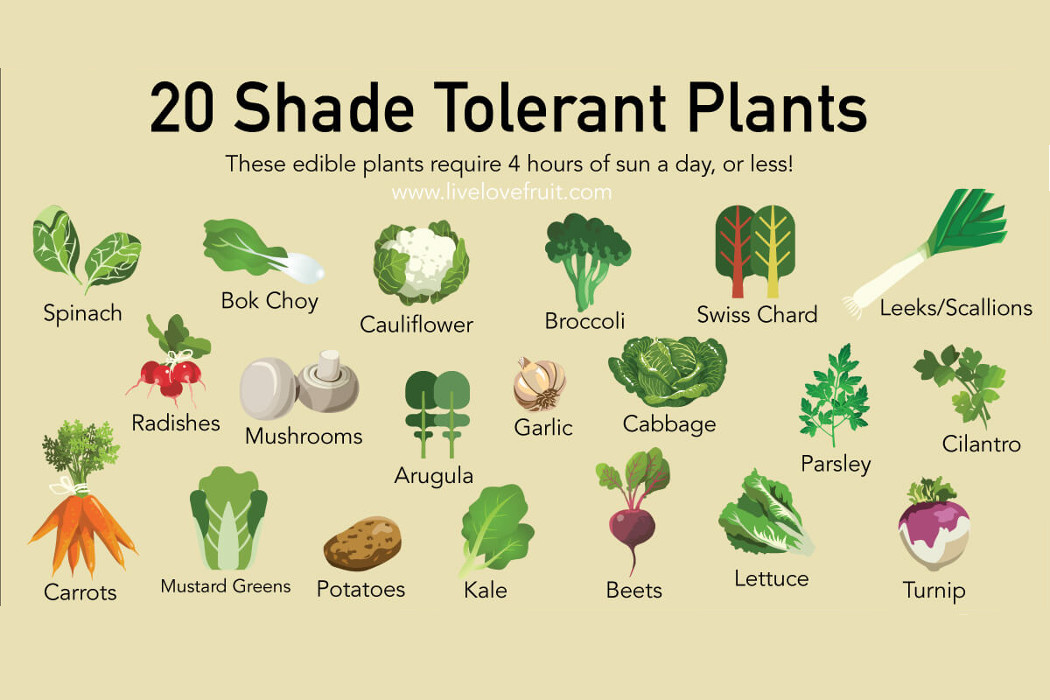 20 Shade Tolerant Plants
These edible plants require 4 hours of sun a day, or less!
www.livelovefruit.com
Spinach
Bok Choy
Cauliflower
Broccoli
Swiss Chard
Leeks/Scallions
Radishes
Mushrooms
Arugula
Garlic
Cabbage
Parsley
Cilantro
Carrots
Mustard Greens
Potatoes
Kale
Beets
Lettuce
Turnip